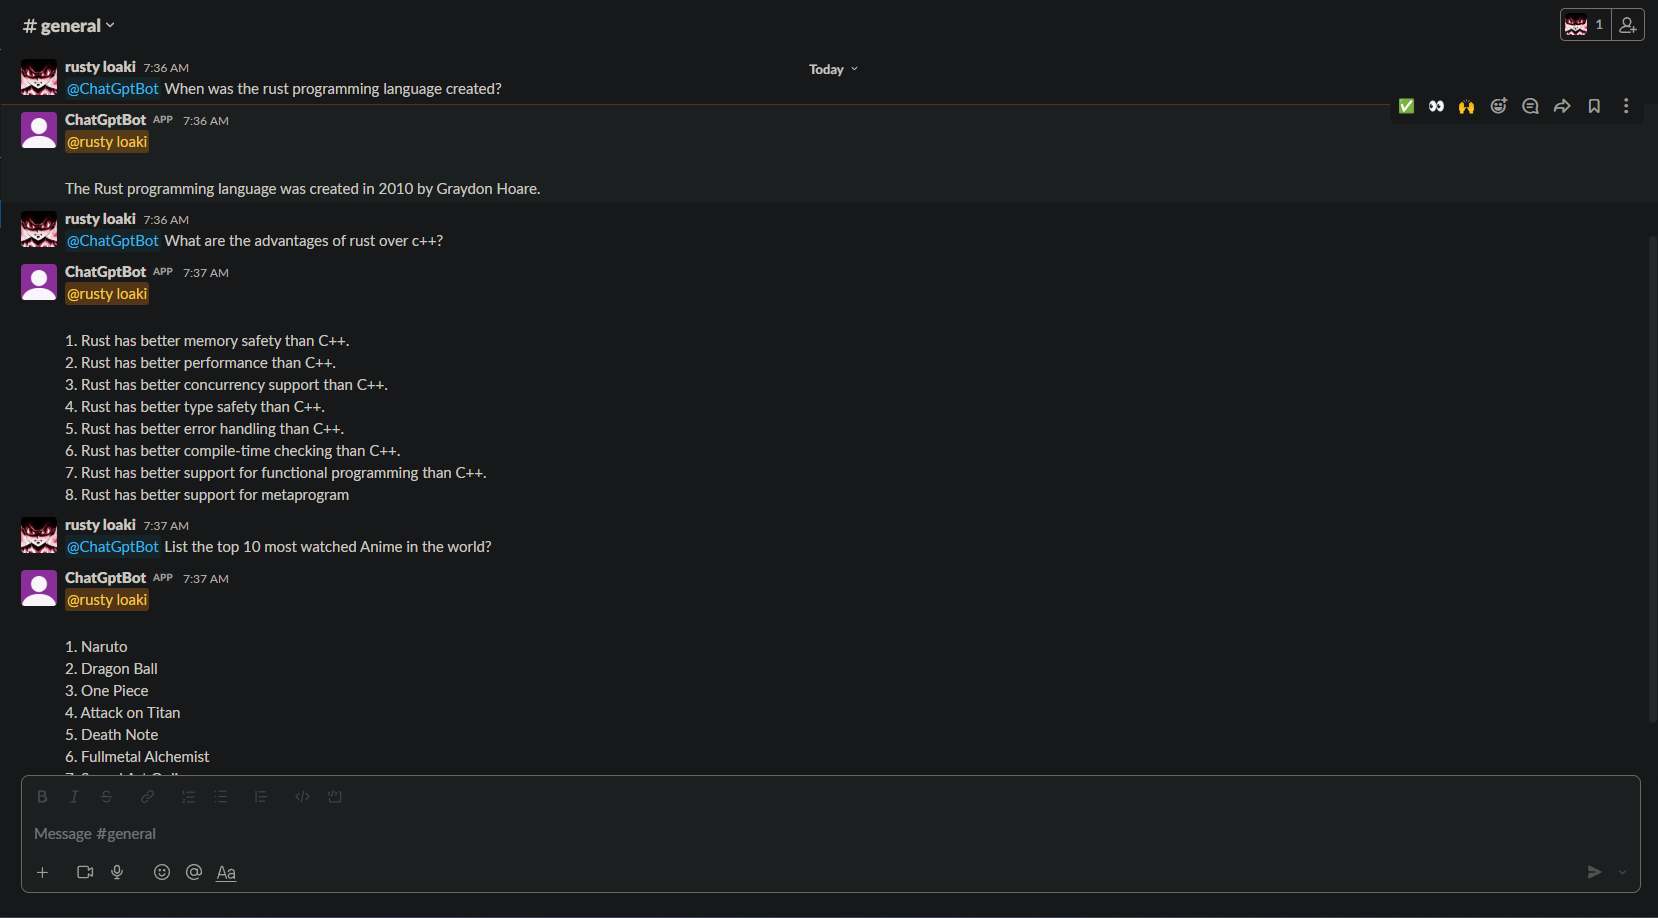 # general
1
Today
rusty loaki 7:36 AM
@ChatGptBot When was the rust programming language created?
ChatGptBot APP 7:36 AM
@rusty loaki
The Rust programming language was created in 2010 by Graydon Hoare.
rusty loaki 7:36 AM
@ChatGptBot What are the advantages of rust over c++?
ChatGptBot APP 7:37 AM
@rusty loaki
1. Rust has better memory safety than C++.
2. Rust has better performance than C++.
3. Rust has better concurrency support than C++.
4. Rust has better type safety than C++.
5. Rust has better error handling than C++.
6. Rust has better compile-time checking than C++.
7. Rust has better support for functional programming than C++.
8. Rust has better support for metaprogram
rusty loaki 7:37 AM
@ChatGptBot List the top 10 most watched Anime in the world?
ChatGptBot APP 7:37 AM
@rusty loaki
1. Naruto
2. Dragon Ball
3. One Piece
4. Attack on Titan
5. Death Note
6. Fullmetal Alchemist
B I S
Message #general
Aa